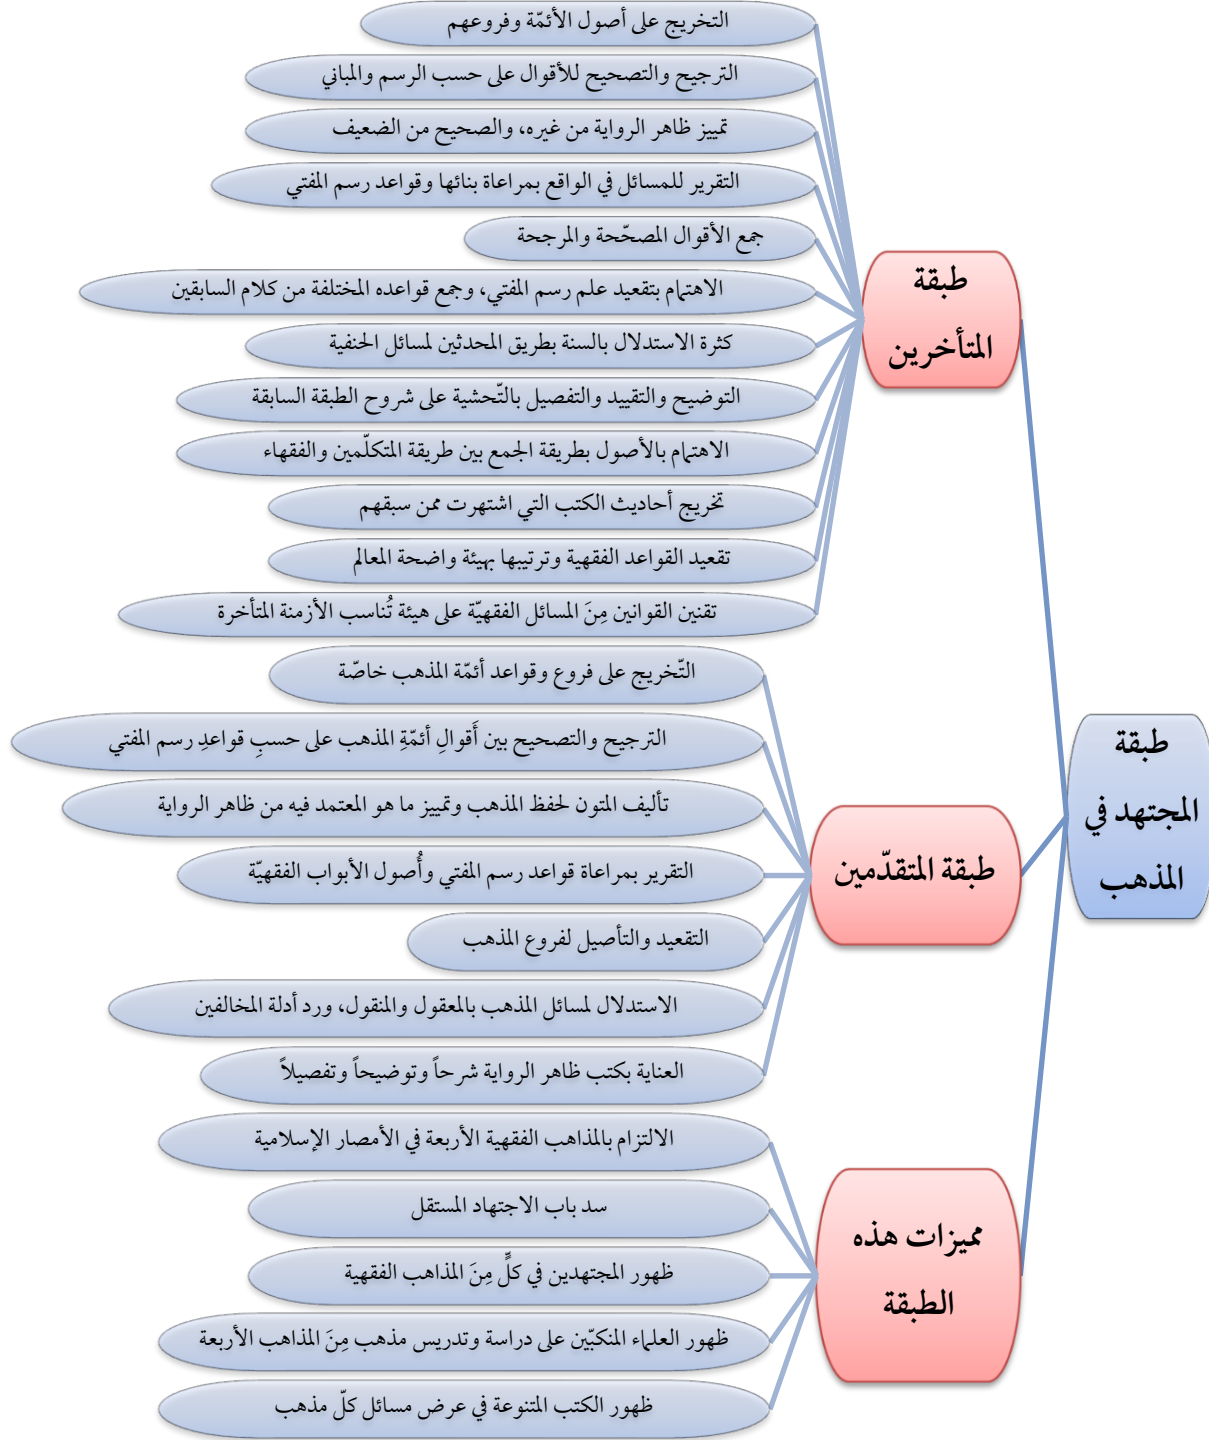 طبقة
المجتهد في
المذهب
طبقة
المتأخرين
التخريج على أصول الأئمّة وفروعهم
الترجيح والتصحيح للأقوال على حسب الرسم والمباني
تمييز ظاهر الرواية من غيره، والصحيح من الضعيف
التقرير للمسائل في الواقع بمراعاة بنائها وقواعد رسم المفتي
جمع الأقوال المصحّحة والمرجحة
الاهتمام بتقعيد علم رسم المفتي، وجمع قواعده المختلفة من كلام السابقين
كثرة الاستدلال بالسنة بطريق المحدثين لمسائل الحنفية
التوضيح والتقييد والتفصيل بالتّحشية على شروح الطبقة السابقة
الاهتمام بالأصول بطريقة الجمع بين طريقة المتكلّمين والفقهاء
تخريج أحاديث الكتب التي اشتهرت ممن سبقهم
تقعيد القواعد الفقهية وترتيبها بهيئة واضحة المعالم
تقنين القوانين مِنَ المسائل الفقهيّة على هيئة تُناسب الأزمنة المتأخرة
طبقة المتقدّمين
التّخريج على فروع وقواعد أئمّة المذهب خاصّة
الترجيح والتصحيح بين أَقوالِ أئمّةِ المذهب على حسبِ قواعدِ رسم المفتي
تأليف المتون لحفظ المذهب وتمييز ما هو المعتمد فيه من ظاهر الرواية
التقرير بمراعاة قواعد رسم المفتي وأُصول الأبواب الفقهيّة
التقعيد والتأصيل لفروع المذهب
الاستدلال لمسائل المذهب بالمعقول والمنقول، ورد أدلة المخالفين
العناية بكتب ظاهر الرواية شرحاً وتوضيحاً وتفصيلاً
مميزات هذه
الطبقة
الالتزام بالمذاهب الفقهية الأربعة في الأمصار الإسلامية
سد باب الاجتهاد المستقل
ظهور المجتهدين في كلٍّ مِنَ المذاهب الفقهية
ظهور العلماء المنكبّين على دراسة وتدريس مذهب مِنَ المذاهب الأربعة
ظهور الكتب المتنوعة في عرض مسائل كلّ مذهب